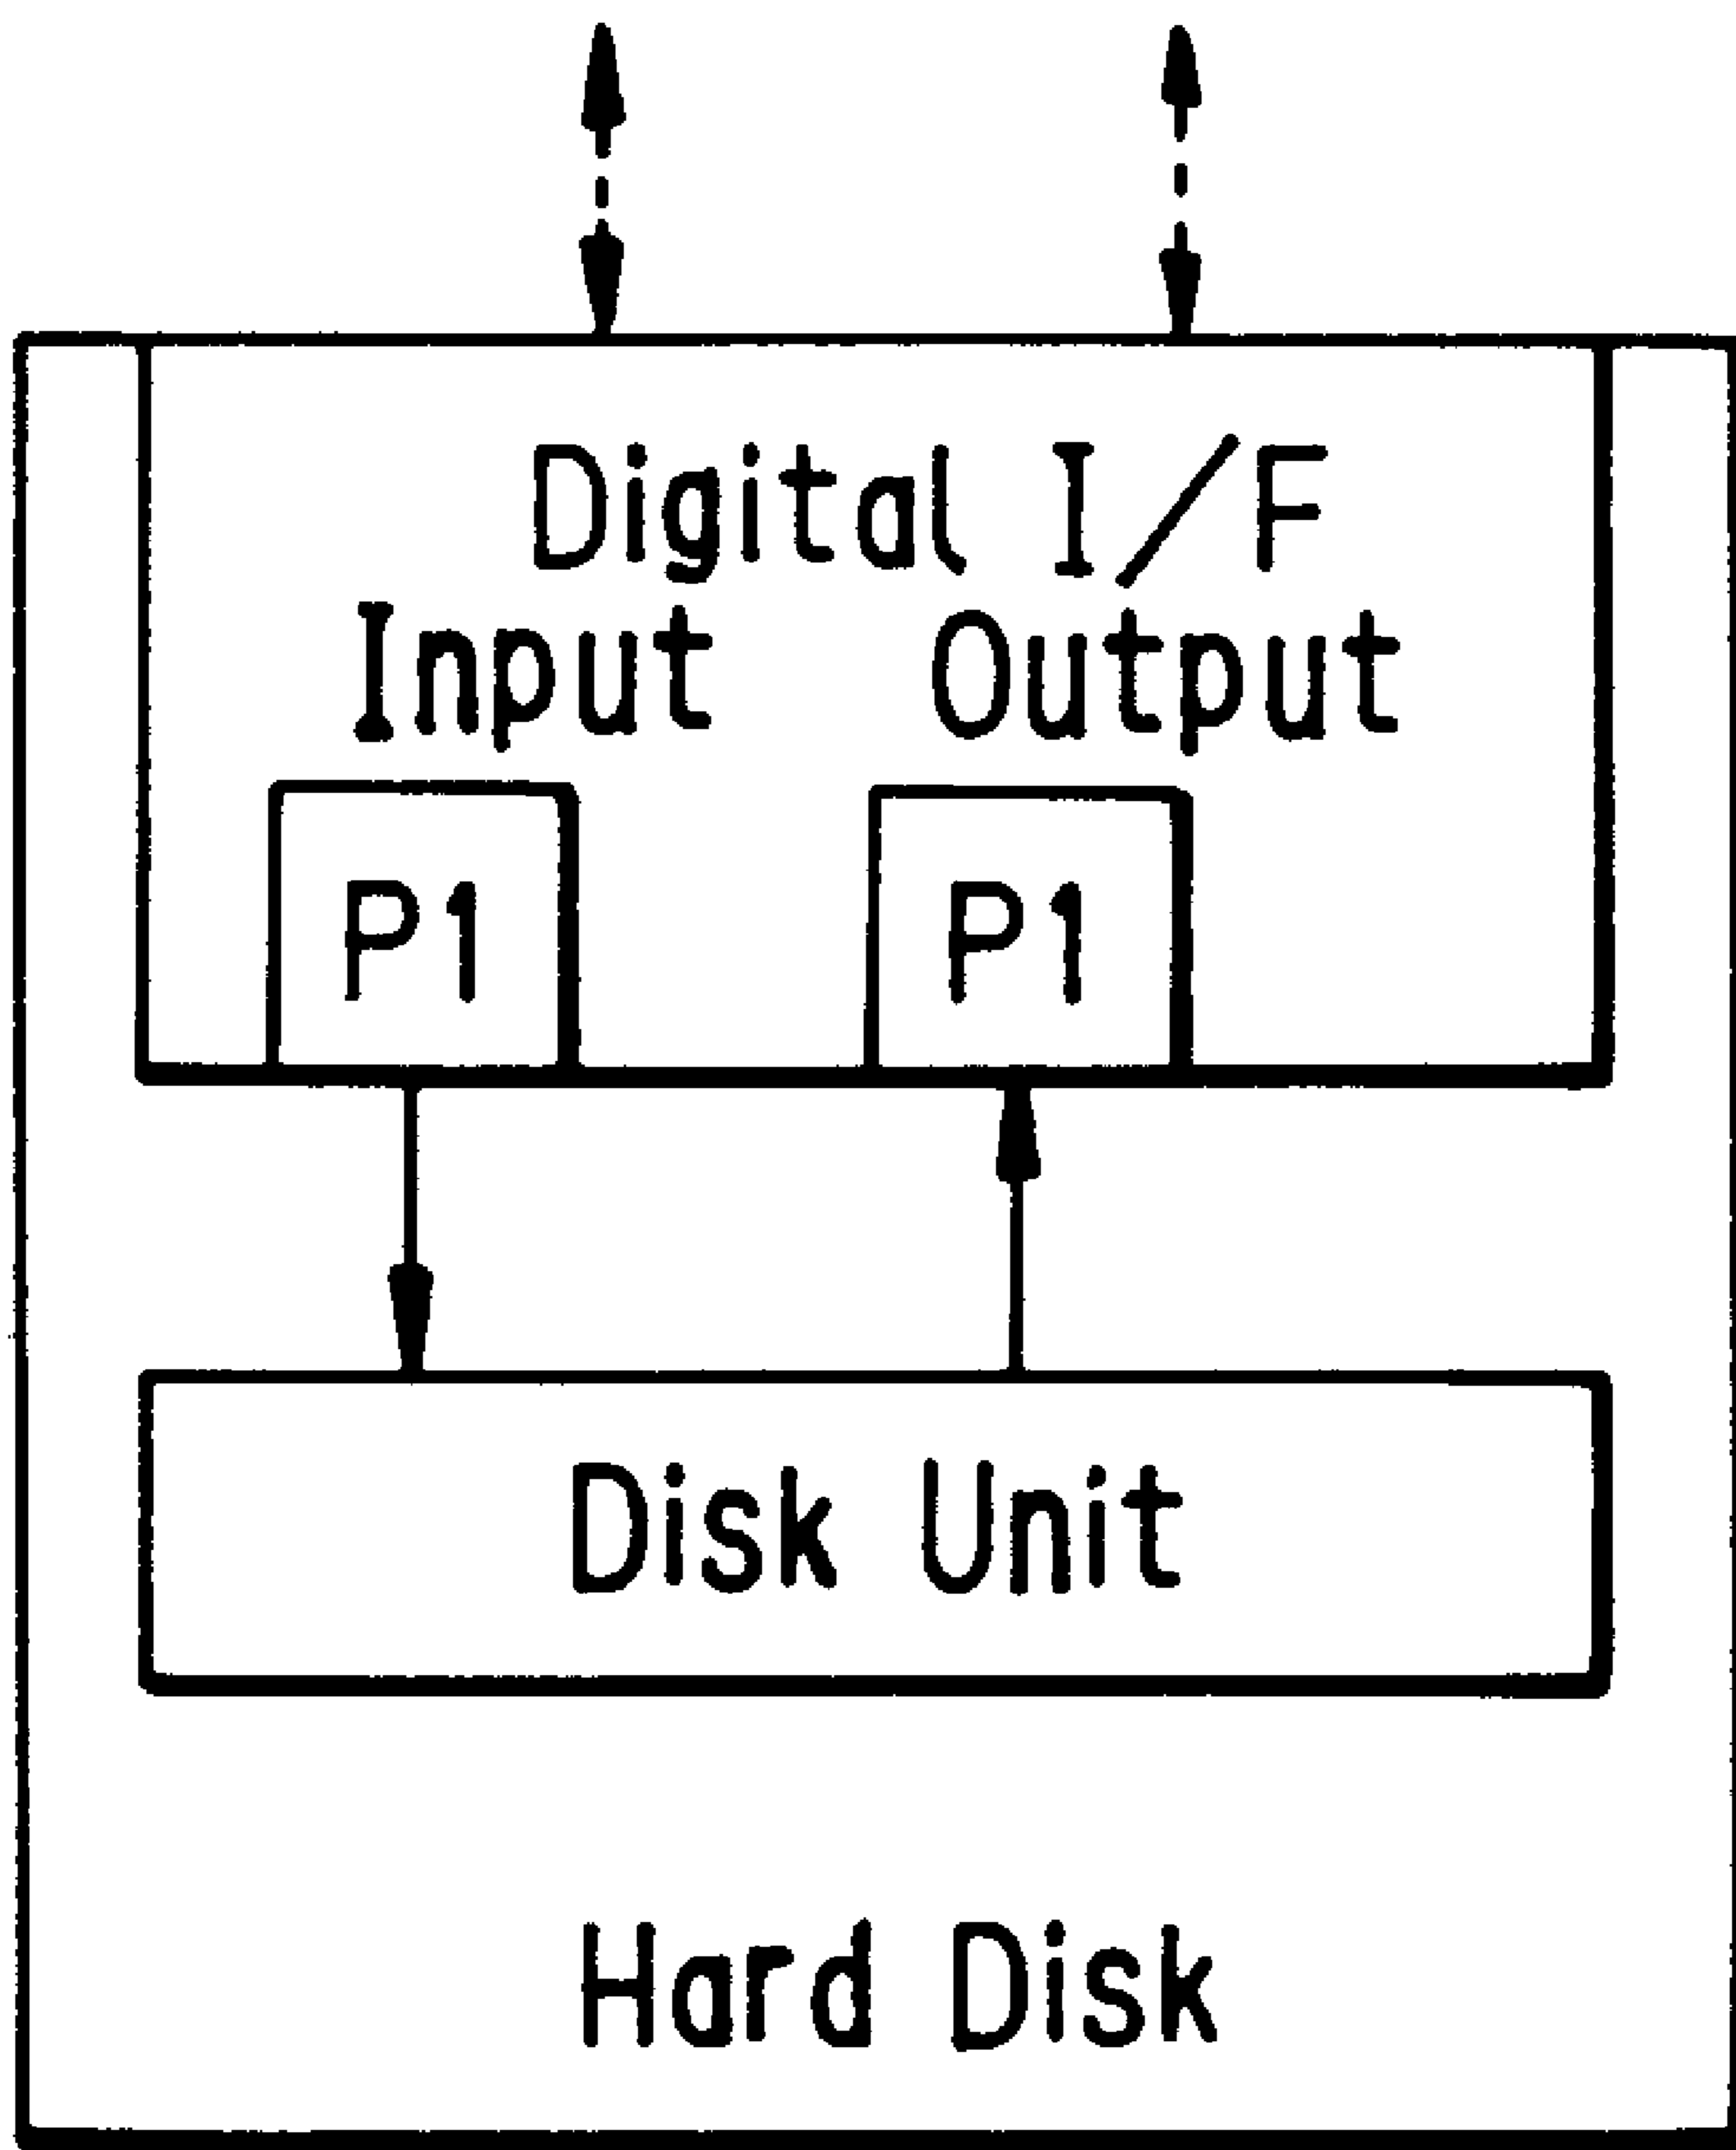 Digital I/F
Input Output
P1 P1
Disk Unit
Hard Disk